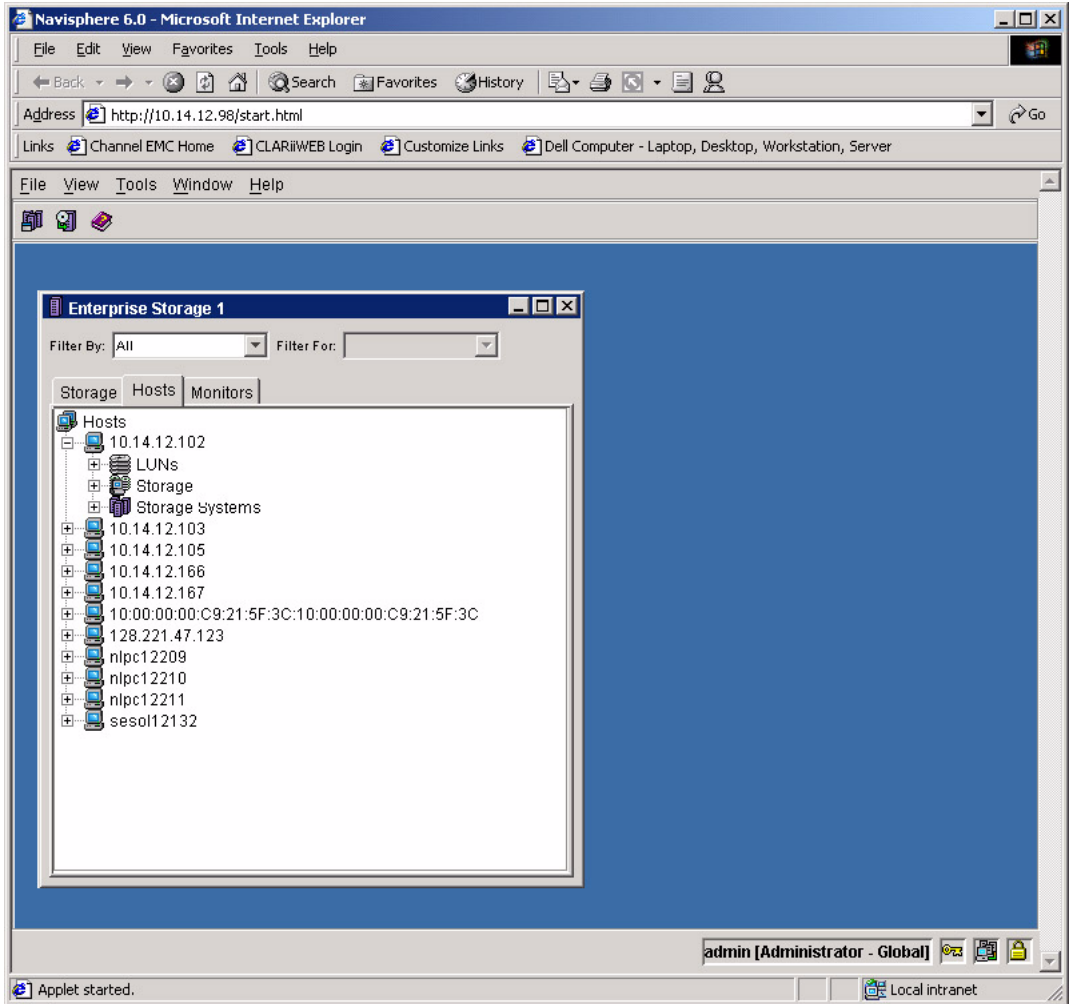 Navisphere 6.0 - Microsoft Internet Explorer
File Edit View Favorites Tools Help
Back Search Favorites History
Address http://10.14.12.98/start.html Go
Links Channel EMC Home CLARiiWEB Login Customize Links Dell Computer - Laptop, Desktop, Workstation, Server
File View Tools Window Help
Enterprise Storage 1
Filter By: All Filter For:
Storage Hosts Monitors
Hosts
10.14.12.102
LUNs
Storage
Storage Systems
10.14.12.103
10.14.12.105
10.14.12.166
10.14.12.167
10:00:00:00:C9:21:5F:3C:10:00:00:00:C9:21:5F:3C
128.221.47.123
nlpc12209
nlpc12210
nlpc12211
sesol12132
admin [Administrator - Global]
Applet started. Local intranet